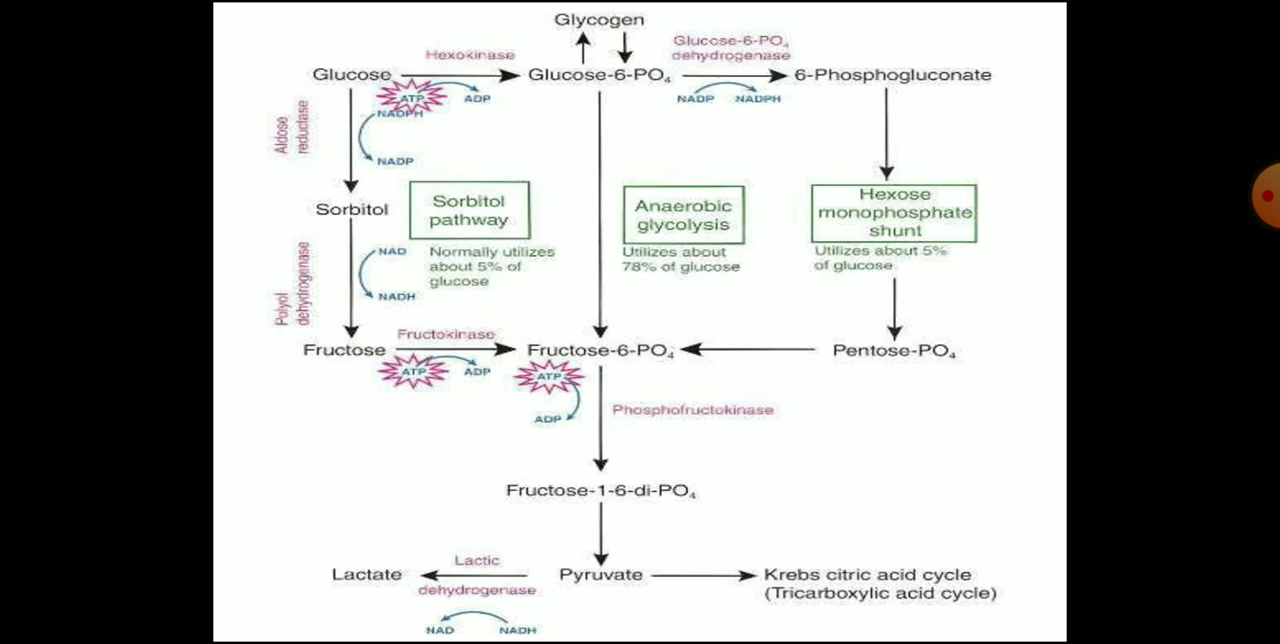 Glycogen
Hexokinase
Glucose-6-PO4
dehydrogenase
Glucose
Glucose-6-PO4
6-Phosphogluconate
ATP
ADP
NADP
NADPH
Aldose
reductase
NADPH
NADP
Sorbitol
Sorbitol
pathway
Anaerobic
glycolysis
Hexose
monophosphate
shunt
Polyol
dehydrogenase
NAD
NADH
Normally utilizes
about 5% of
glucose
Utilizes about
78% of glucose
Utilizes about 5%
of glucose
Fructokinase
Fructose
Fructose-6-PO4
Pentose-PO4
ATP
ADP
ATP
ADP
Phosphofructokinase
Fructose-1-6-di-PO4
Lactic
dehydrogenase
Lactate
Pyruvate
Krebs citric acid cycle
(Tricarboxylic acid cycle)
NAD
NADH